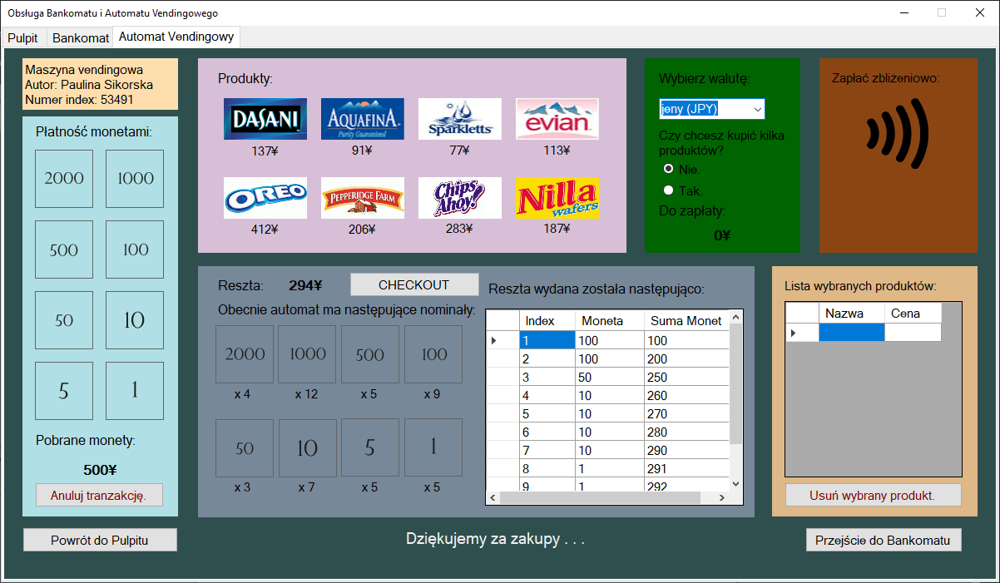 Obsługa Bankomatu i Automatu Vendingowego
Pulpit Bankomat Automat Vendingowy
Maszyna vendingowa
Autor: Paulina Sikorska
Numer index: 53491
Płatność monetami:
2000 1000
500 100
50 10
5 1
Pobrane monety:
500¥
Anuluj tranzakcję.
Powrót do Pulpitu
Produkty:
DASANI
AQUAFINA
Purity Guaranteed
Sparkletts
evian.
137¥ 91¥ 77¥ 113¥
OREO
PEPPERIDGE FARM
Chips Ahoy!
Nilla
wafers
412¥ 206¥ 283¥ 187¥
Wybierz walutę:
jeny (JPY)
Czy chcesz kupić kilka
produktów?
Nie.
Tak.
Do zapłaty:
0¥
Zapłać zbliżeniowo:
Reszta: 294¥ CHECKOUT
Obecnie automat ma następujące nominały:
2000 1000 500 100
x 4 x 12 x 5 x 9
50 10 5 1
x 3 x 7 x 5 x 5
Reszta wydana została następująco:
Index Moneta Suma Monet
1 100 100
2 100 200
3 50 250
4 10 260
5 10 270
6 10 280
7 10 290
8 1 291
9 1 292
Lista wybranych produktów:
Nazwa Cena
Usuń wybrany produkt.
Dziękujemy za zakupy . . .
Przejście do Bankomatu